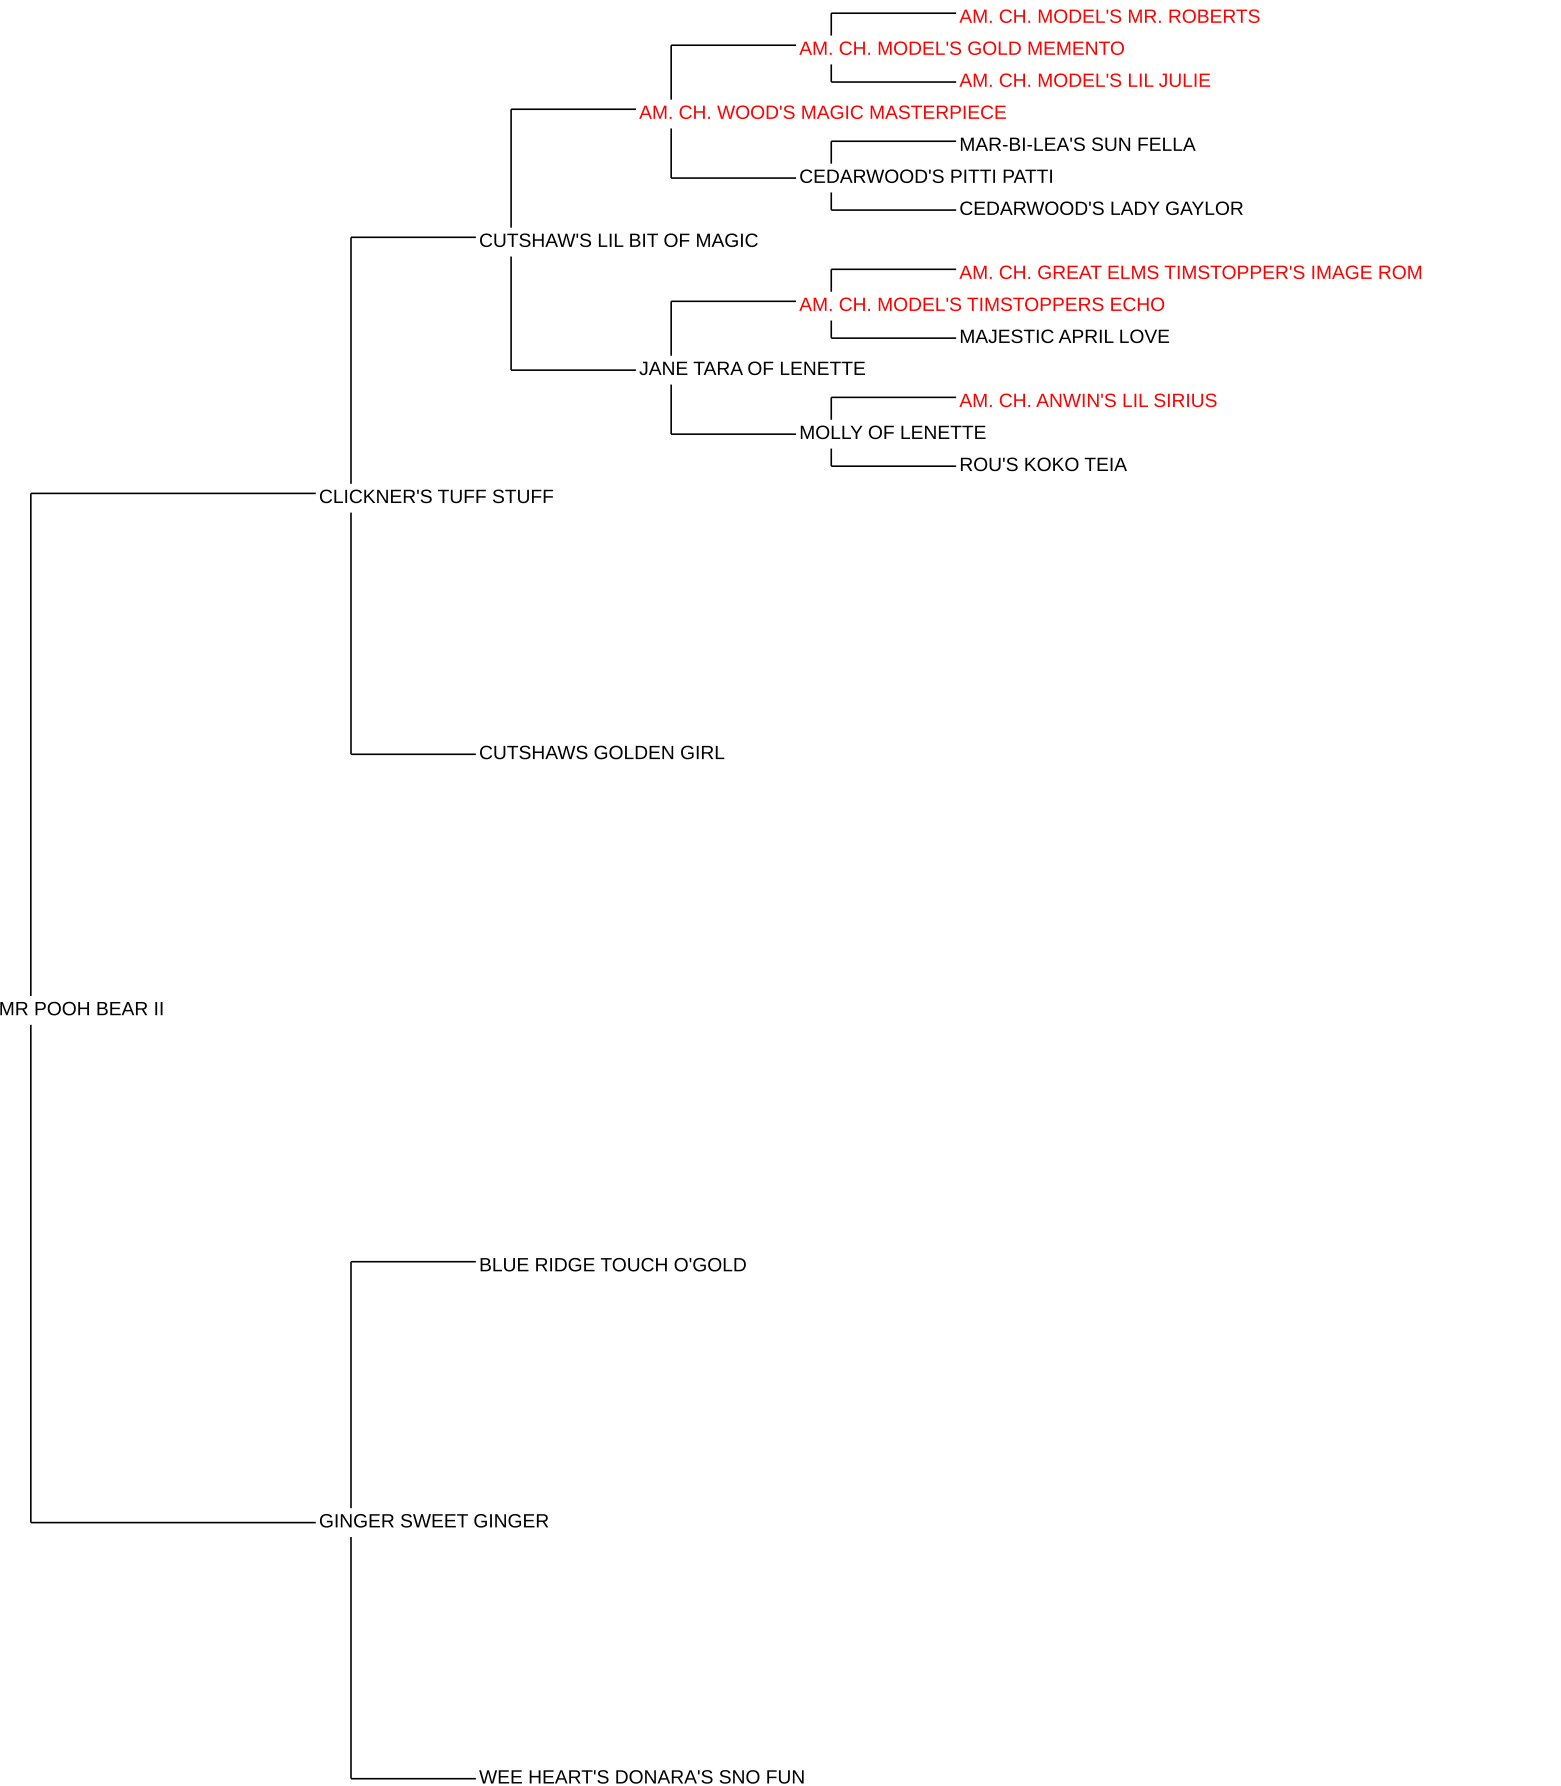 AM. CH. MODEL'S MR. ROBERTS
AM. CH. MODEL'S GOLD MEMENTO
AM. CH. MODEL'S LIL JULIE
AM. CH. WOOD'S MAGIC MASTERPIECE
MAR-BI-LEA'S SUN FELLA
CEDARWOOD'S PITTI PATTI
CEDARWOOD'S LADY GAYLOR
CUTSHAW'S LIL BIT OF MAGIC
AM. CH. GREAT ELMS TIMSTOPPER'S IMAGE ROM
AM. CH. MODEL'S TIMSTOPPERS ECHO
MAJESTIC APRIL LOVE
JANE TARA OF LENETTE
AM. CH. ANWIN'S LIL SIRIUS
MOLLY OF LENETTE
ROU'S KOKO TEIA
CLICKNER'S TUFF STUFF
CUTSHAWS GOLDEN GIRL
MR POOH BEAR II
BLUE RIDGE TOUCH O'GOLD
GINGER SWEET GINGER
WEE HEART'S DONARA'S SNO FUN